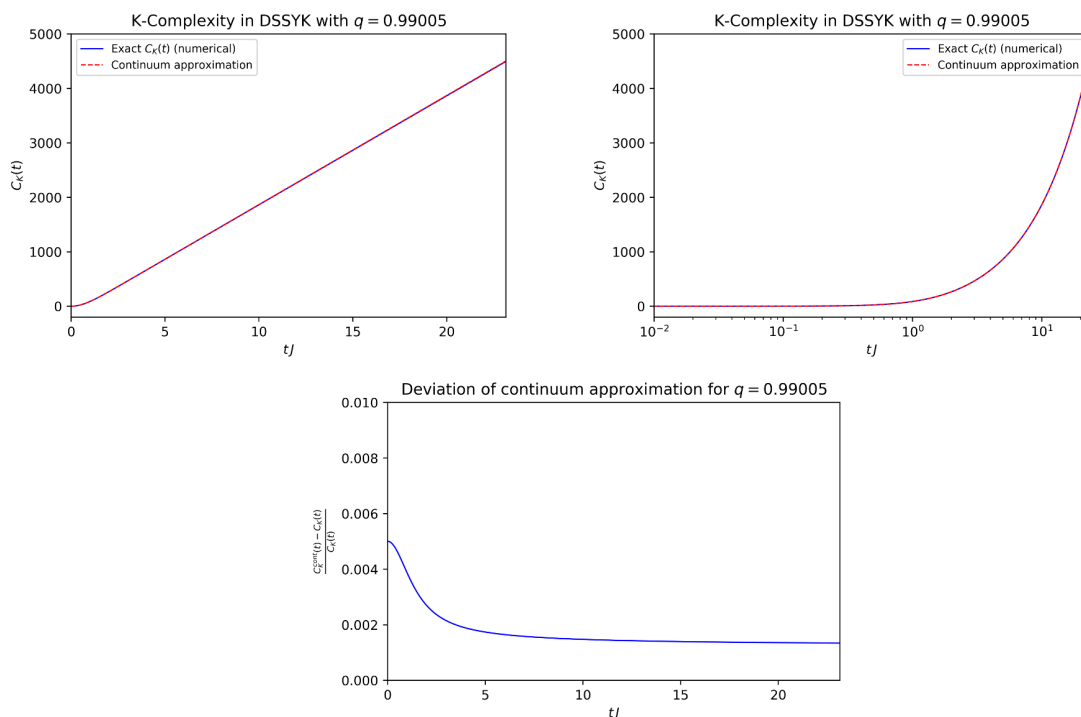 K-Complexity in DSSYK with q = 0.99005
5000
4000
3000
2000
1000
0
C_K(t)
Exact C_K(t) (numerical)
Continuum approximation
0 5 10 15 20
tJ
K-Complexity in DSSYK with q = 0.99005
5000
4000
3000
2000
1000
0
C_K(t)
Exact C_K(t) (numerical)
Continuum approximation
10^{-2} 10^{-1} 10^0 10^1
tJ
Deviation of continuum approximation for q = 0.99005
0.010
0.008
0.006
0.004
0.002
0.000
\frac{C_K^{cont}(t) − C_K(t)}{C_K(t)}
0 5 10 15 20
tJ